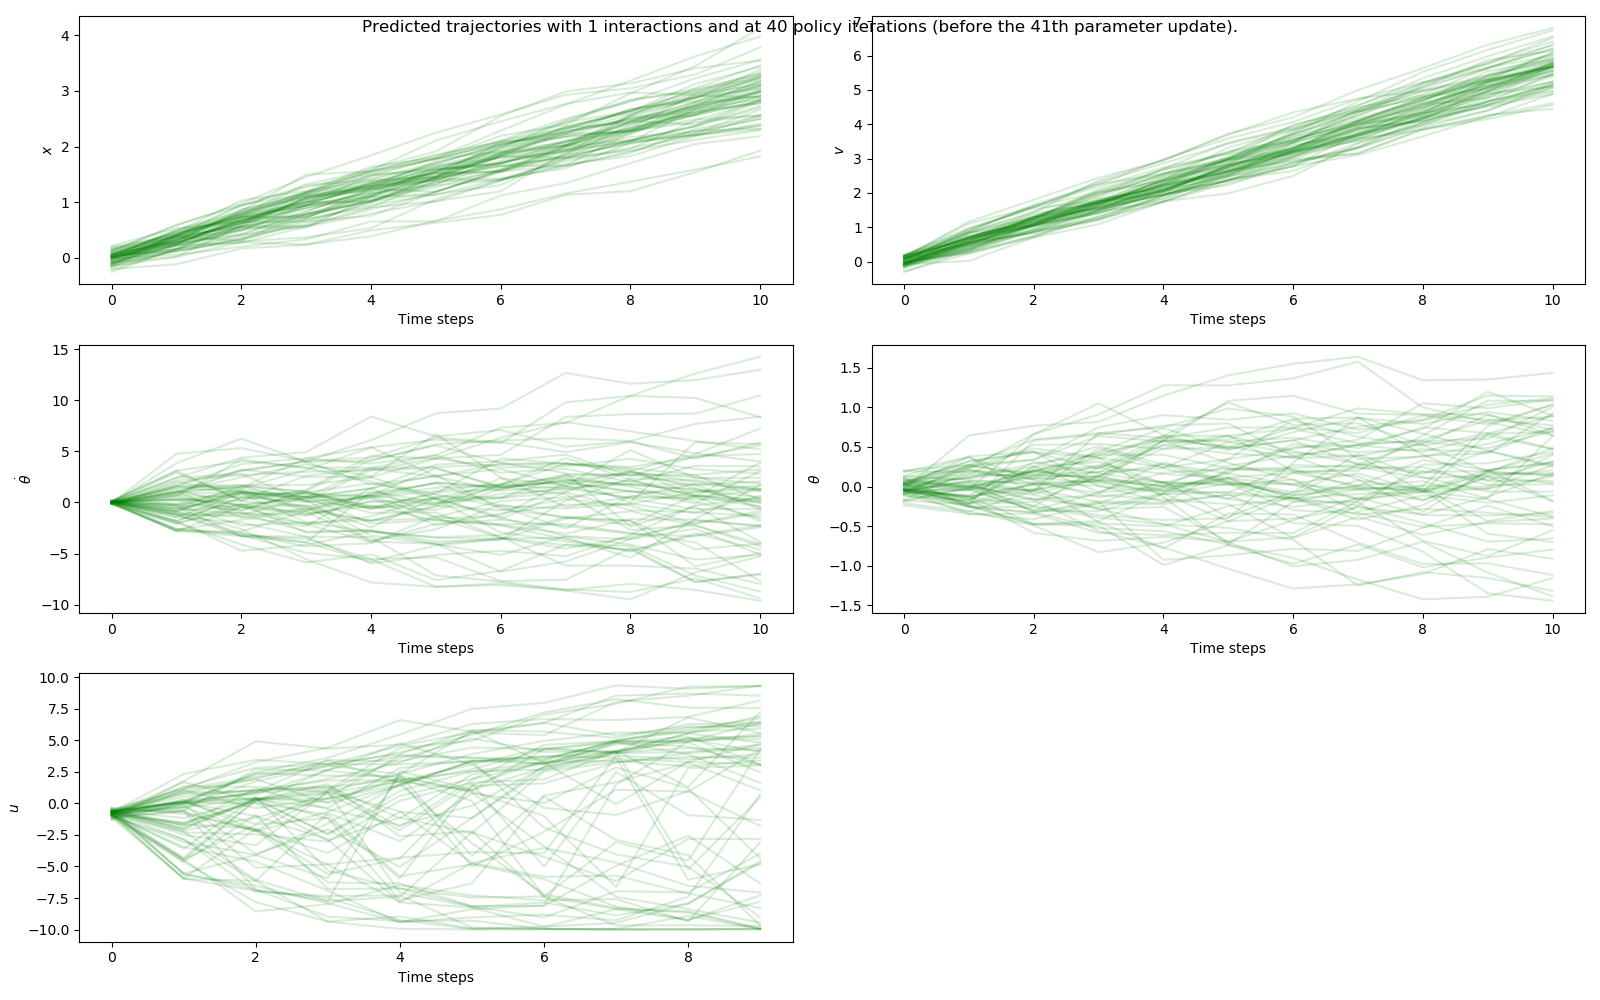 Predicted trajectories with 1 interactions and at 40 policy iterations (before the 41th parameter update).
4
3
2
1
0
x
0 2 4 6 8 10
Time steps
7
6
5
4
3
2
1
0
v
0 2 4 6 8 10
Time steps
15
10
5
0
−5
−10
θ̇
0 2 4 6 8 10
Time steps
1.5
1.0
0.5
0.0
−0.5
−1.0
−1.5
θ
0 2 4 6 8 10
Time steps
10.0
7.5
5.0
2.5
0.0
−2.5
−5.0
−7.5
−10.0
u
0 2 4 6 8
Time steps